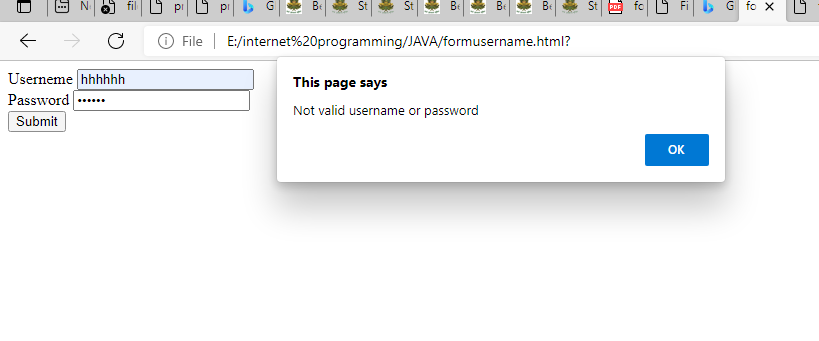 File E:/internet%20programming/JAVA/formusername.html?
This page says
Not valid username or password
OK
Userneme hhhhhh
Password ••••••
Submit